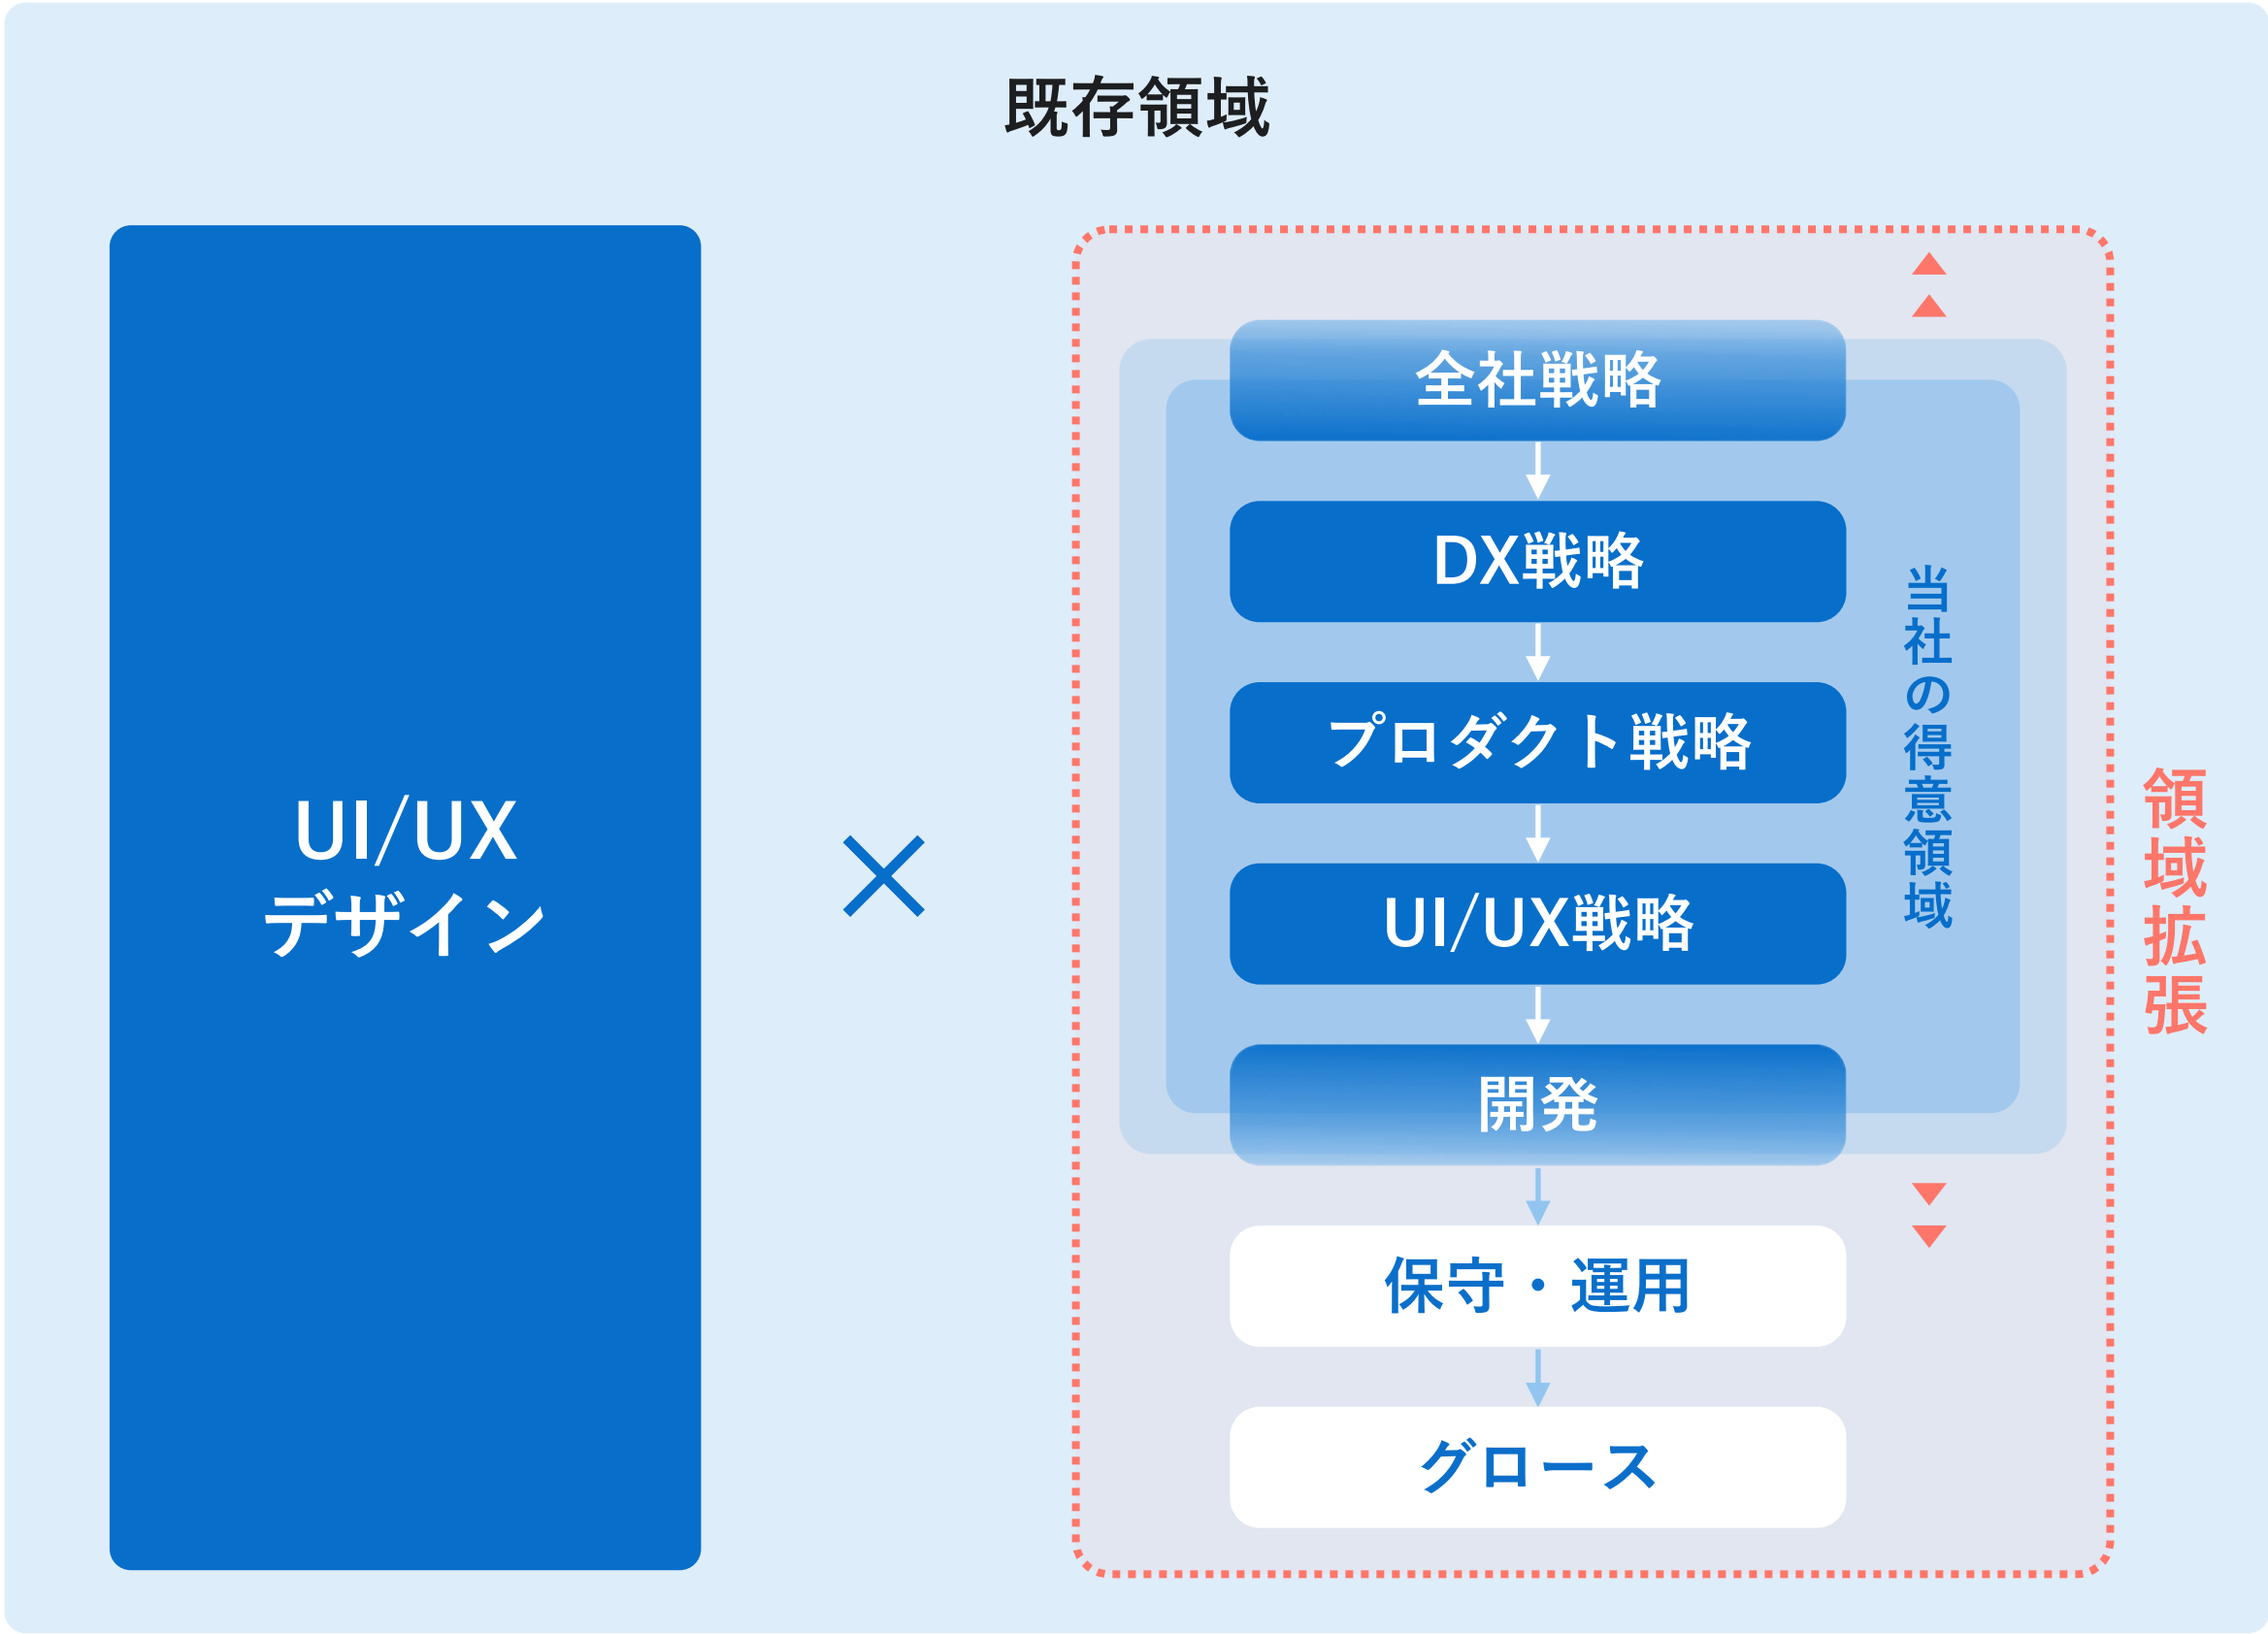 既存領域
UI/UX
デザイン
×
全社戦略
DX戦略
プロダクト戦略
UI/UX戦略
開発
保守・運用
グロース
当社の得意領域
領域拡張